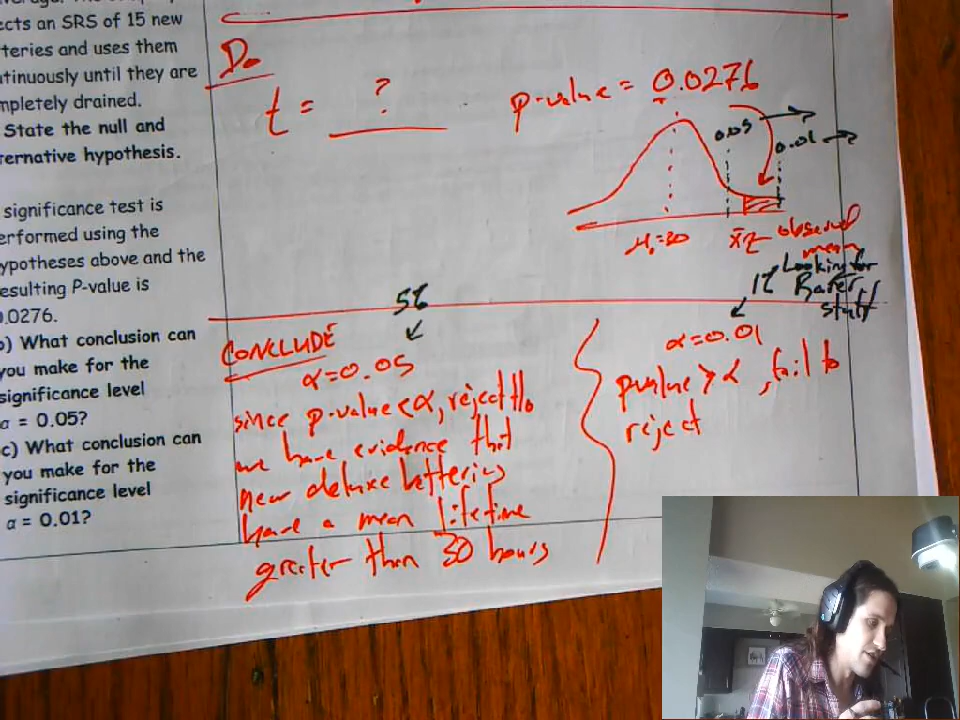 ects an SRS of 15 new
teries and uses them
ntinuously until they are
mpletely drained.
State the null and
ternative hypothesis.
significance test is
erformed using the
ypotheses above and the
esulting P-value is
0.0276.
b) What conclusion can
you make for the
significance level
α = 0.05?
c) What conclusion can
you make for the
significance level
α = 0.01?
Do
t = ?
p-value = 0.0276
0.05
0.01
μ₀=30
x̄
observed
mean
Looking for
Rarer
stuff
5%
CONCLUDE
α=0.05
since p-value<α, reject H₀
we have evidence that
new deluxe batteries
have a mean lifetime
greater than 30 hours
1%
α=0.01
pvalue > α, fail to
reject